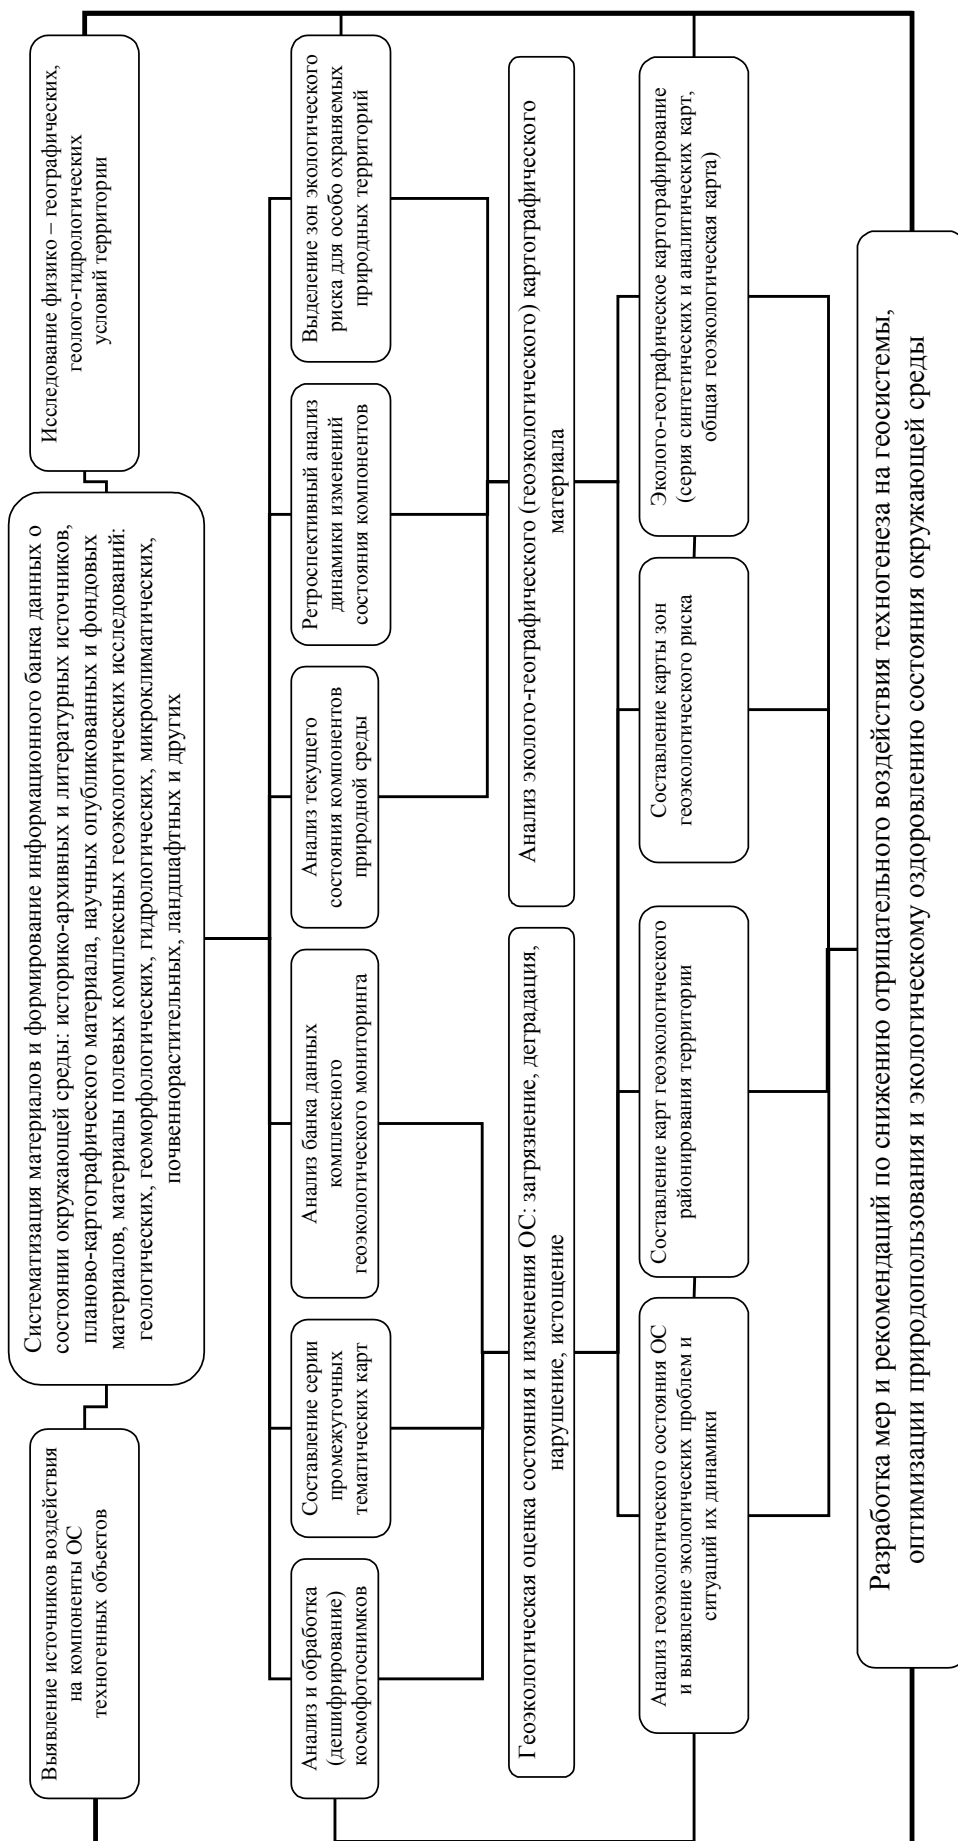 Выявление источников воздействия
на компоненты ОС
техногенных объектов
Систематизация материалов и формирование информационного банка данных о
состоянии окружающей среды: историко-архивных и литературных источников,
планово-картографического материала, научных опубликованных и фондовых
материалов, материалы полевых комплексных геоэкологических исследований:
геологических, геоморфологических, гидрологических, микроклиматических,
почвеннорастительных, ландшафтных и других
Исследование физико – географических,
геолого-гидрологических
условий территории
Анализ и обработка
(дешифрирование)
космофотоснимков
Составление серии
промежуточных
тематических карт
Анализ банка данных
комплексного
геоэкологического мониторинга
Анализ текущего
состояния компонентов
природной среды
Ретроспективный анализ
динамики изменений
состояния компонентов
Выделение зон экологического
риска для особо охраняемых
природных территорий
Геоэкологическая оценка состояния и изменения ОС: загрязнение, деградация,
нарушение, истощение
Анализ эколого-географического (геоэкологического) картографического
материала
Анализ геоэкологического состояния ОС
и выявление экологических проблем и
ситуаций их динамики
Составление карт геоэкологического
районирования территории
Составление карты зон
геоэкологического риска
Эколого-географическое картографирование
(серия синтетических и аналитических карт,
общая геоэкологическая карта)
Разработка мер и рекомендаций по снижению отрицательного воздействия техногенеза на геосистемы,
оптимизации природопользования и экологическому оздоровлению состояния окружающей среды